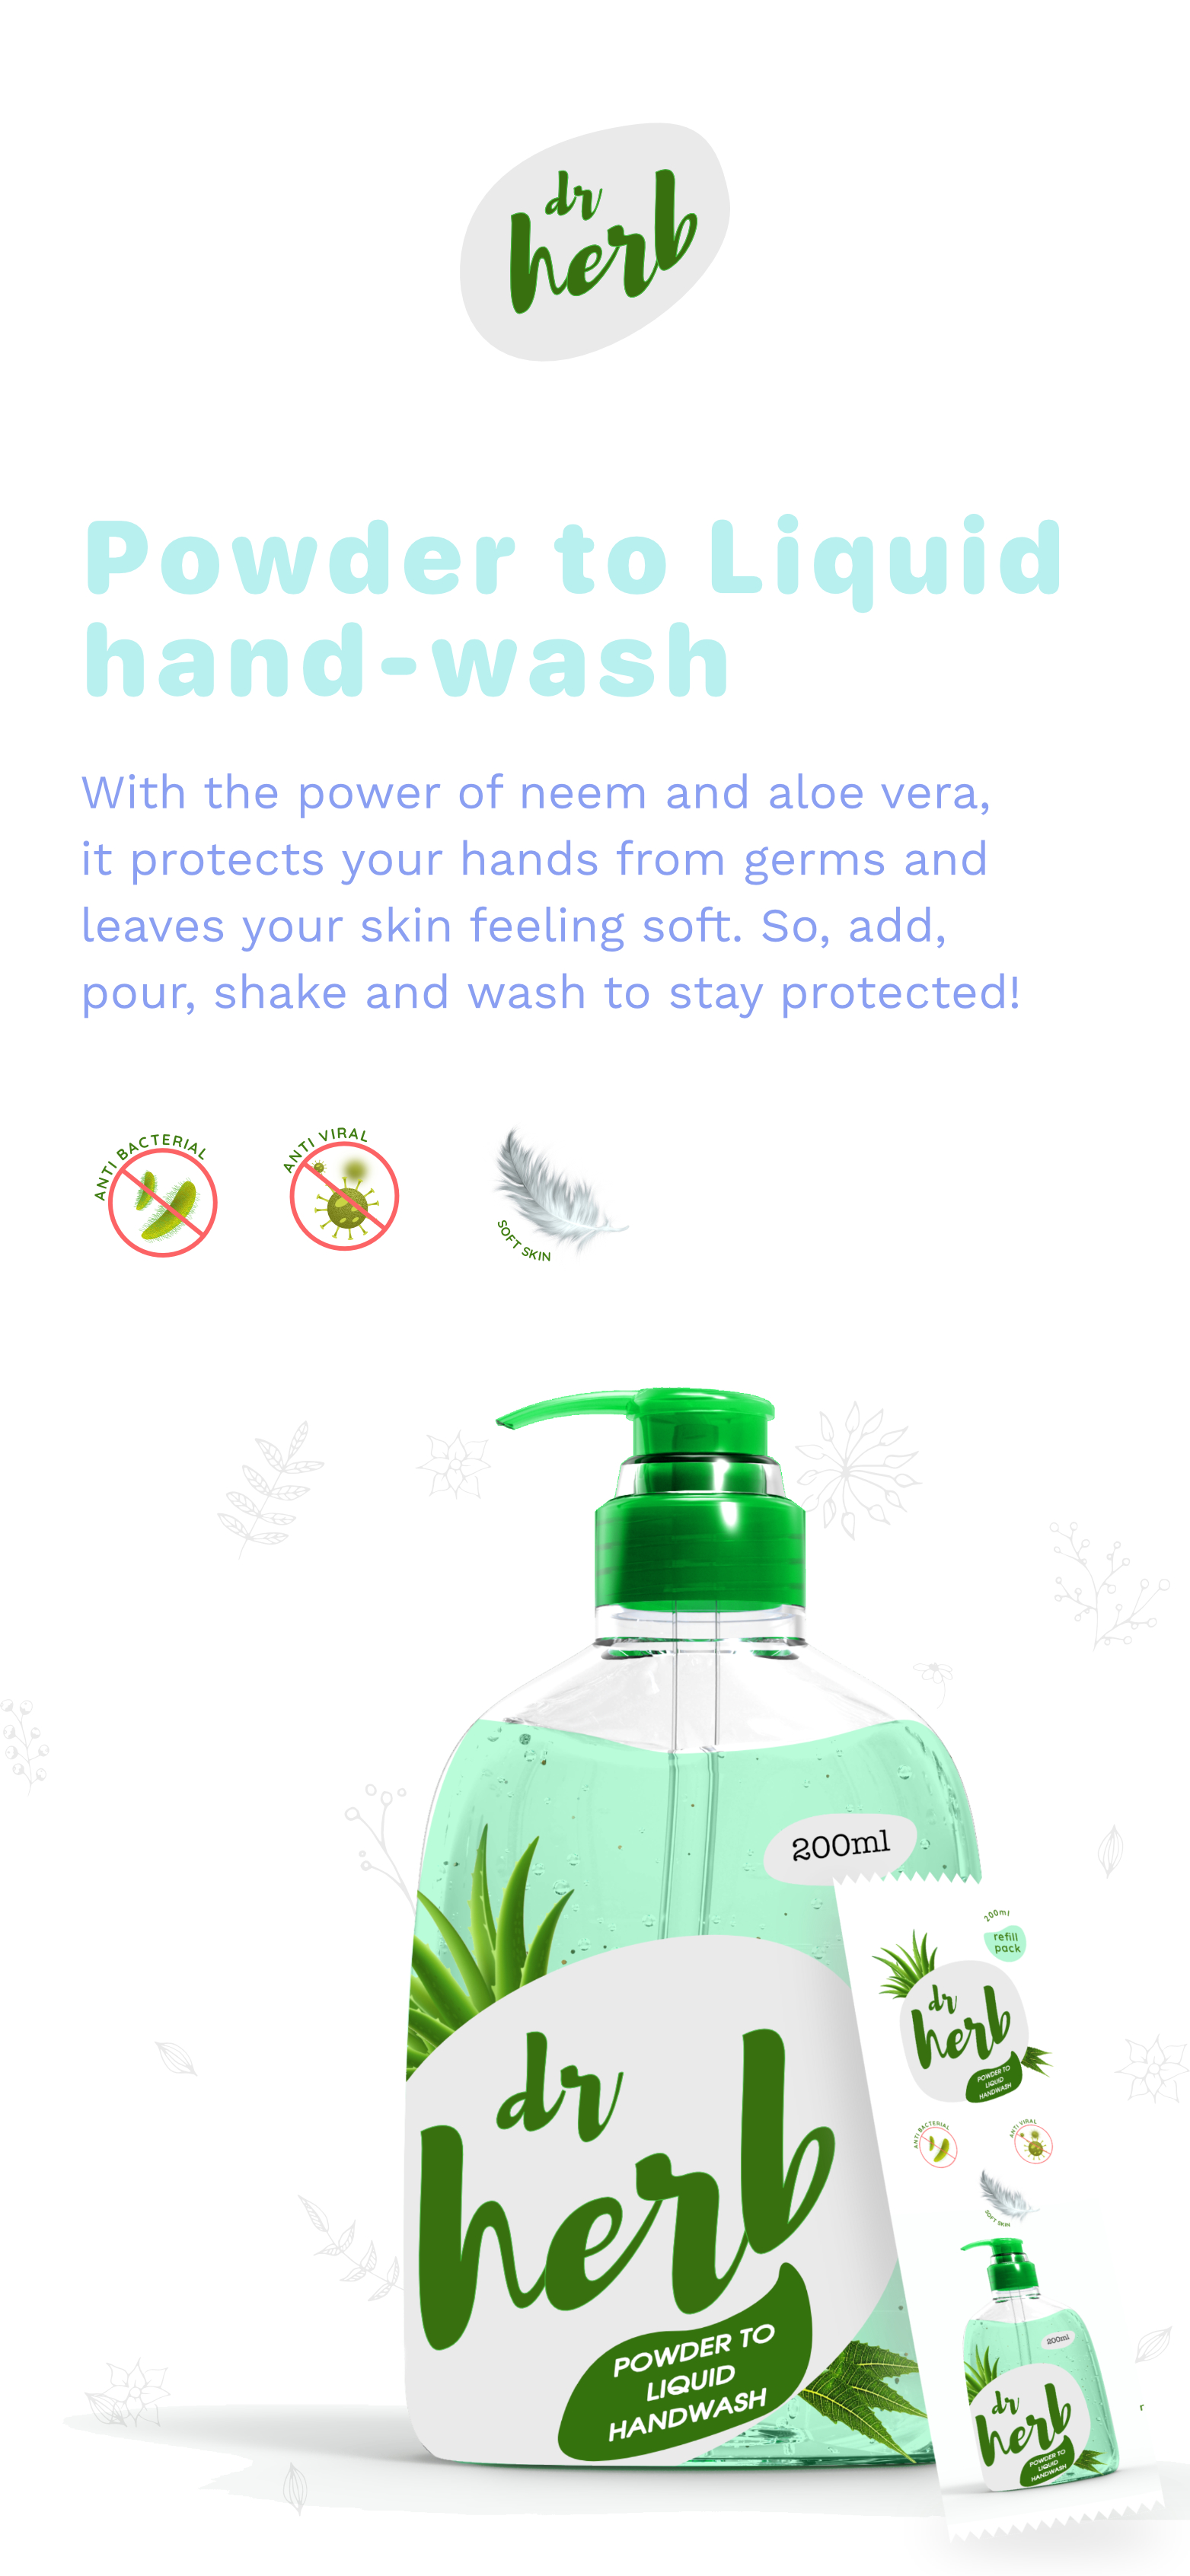 dr
herb
Powder to Liquid
hand-wash
With the power of neem and aloe vera,
it protects your hands from germs and
leaves your skin feeling soft. So, add,
pour, shake and wash to stay protected!
ANTI BACTERIAL
ANTI VIRAL
SOFT SKIN
200ml
dr
herb
POWDER TO
LIQUID
HANDWASH
200ml
refill
pack
dr
herb
POWDER TO
LIQUID
HANDWASH
ANTI BACTERIAL
ANTI VIRAL
SOFT SKIN
200ml
dr
herb
POWDER TO
LIQUID
HANDWASH